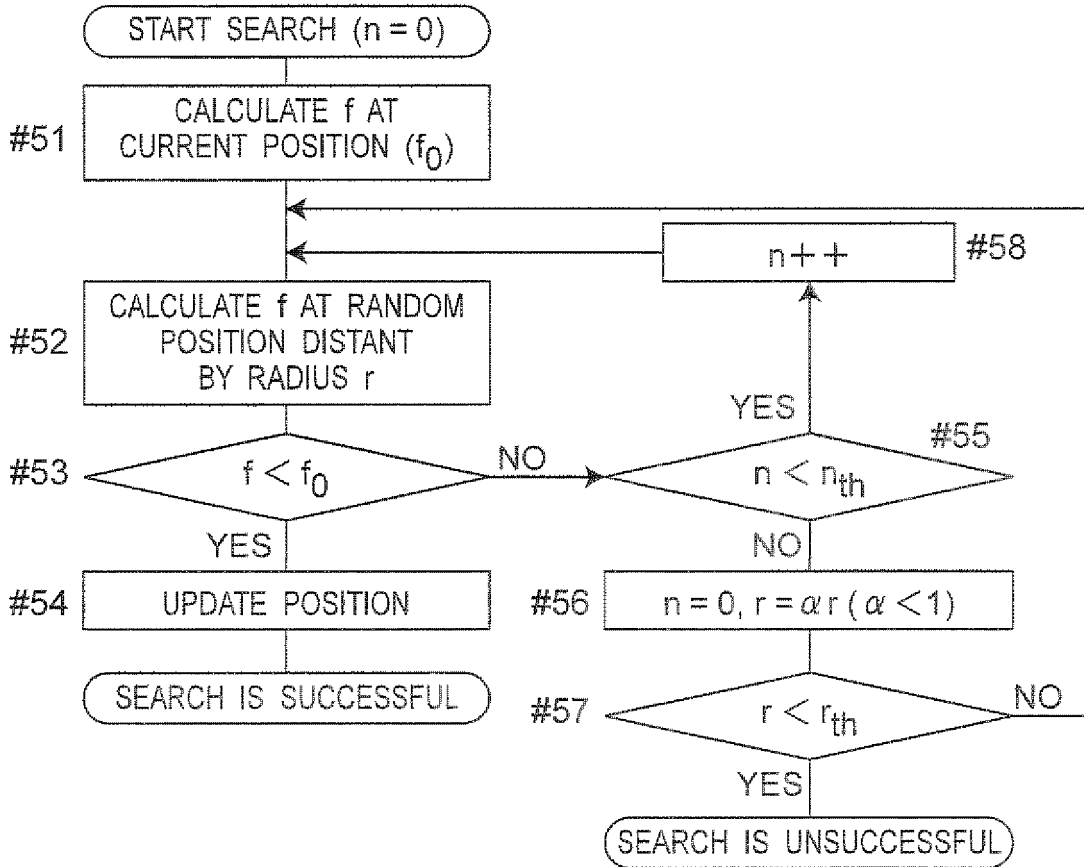 START SEARCH (n = 0)
#51
CALCULATE f AT
CURRENT POSITION (f0)
n + +
#58
#52
CALCULATE f AT RANDOM
POSITION DISTANT
BY RADIUS r
YES
#55
#53
f < f0
NO
n < nth
YES
NO
#54
UPDATE POSITION
#56
n = 0, r = αr (α < 1)
SEARCH IS SUCCESSFUL
#57
r < rth
NO
YES
SEARCH IS UNSUCCESSFUL